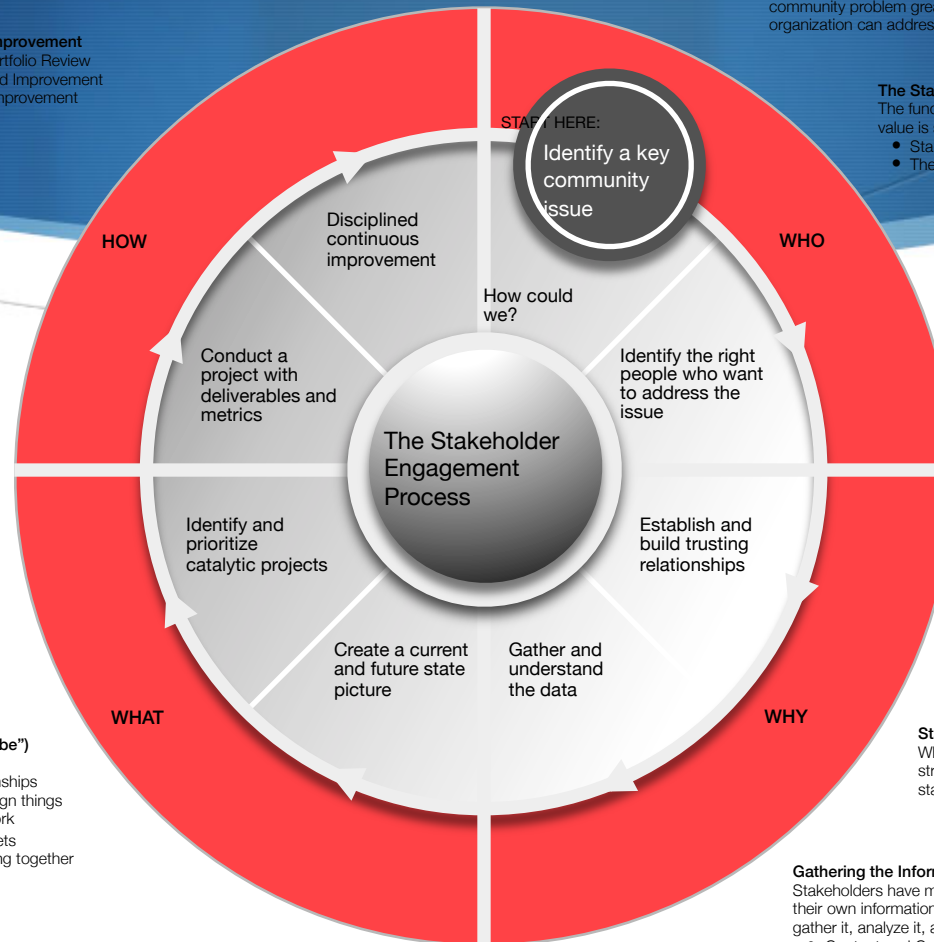 community problem grea
organization can addres
mprovement
rtfolio Review
d Improvement
mprovement
The Sta
The func
value is
Sta
The
START HERE:
Identify a key
community
issue
HOW
WHO
Disciplined
continuous
improvement
How could
we?
Conduct a
project with
deliverables and
metrics
Identify the right
people who want
to address the
issue
The Stakeholder
Engagement
Process
Identify and
prioritize
catalytic projects
Establish and
build trusting
relationships
Create a current
and future state
picture
Gather and
understand
the data
WHAT
WHY
be”)
nships
gn things
ork
ets
ng together
St
Wh
str
sta
Gathering the Inforr
Stakeholders have m
their own information
gather it, analyze it, a